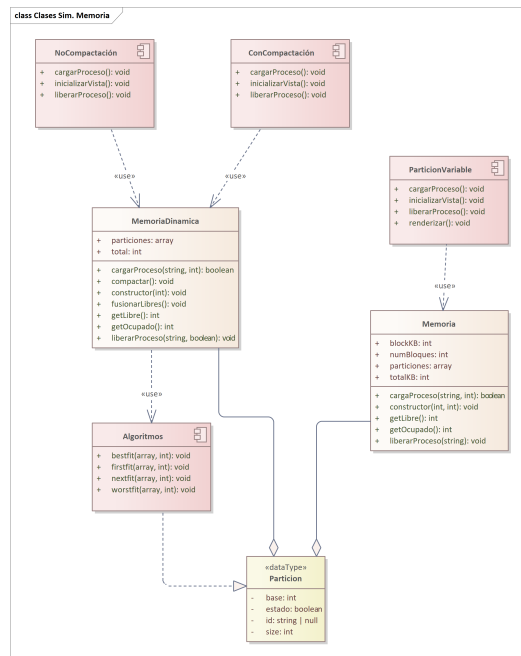 class Clases Sim. Memoria
NoCompactación
+ cargarProceso(): void
+ inicializarVista(): void
+ liberarProceso(): void
ConCompactación
+ cargarProceso(): void
+ inicializarVista(): void
+ liberarProceso(): void
«use»
«use»
ParticionVariable
+ cargarProceso(): void
+ inicializarVista(): void
+ liberarProceso(): void
+ renderizar(): void
«use»
MemoriaDinamica
+ particiones: array
+ total: int
+ cargarProceso(string, int): boolean
+ compactar(): void
+ constructor(int): void
+ fusionarLibres(): void
+ getLibre(): int
+ getOcupado(): int
+ liberarProceso(string, boolean): void
Memoria
+ blockKB: int
+ numBloques: int
+ particiones: array
+ totalKB: int
+ cargaProceso(string, int): boolean
+ constructor(int, int): void
+ getLibre(): int
+ getOcupado(): int
+ liberarProceso(string): void
«use»
Algoritmos
+ bestfit(array, int): void
+ firstfit(array, int): void
+ nextfit(array, int): void
+ worstfit(array, int): void
«dataType»
Particion
- base: int
- estado: boolean
- id: string | null
- size: int